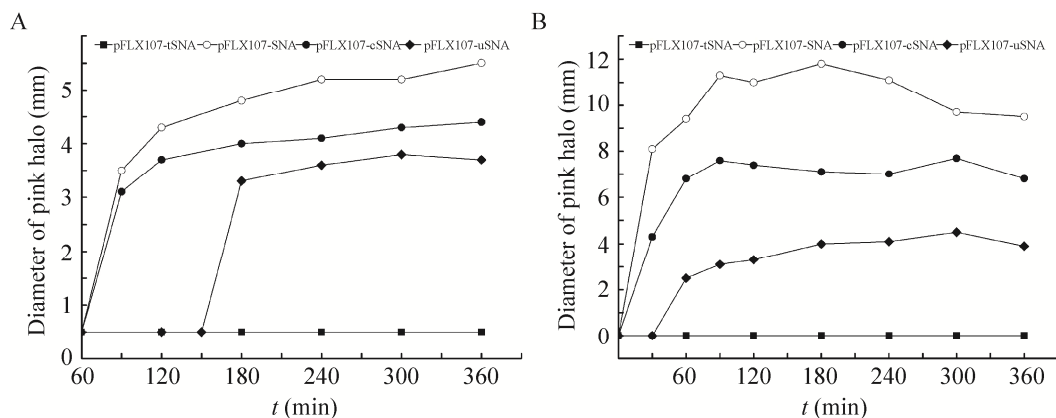 A
pFLX107-tSNA pFLX107-SNA pFLX107-cSNA pFLX107-uSNA
Diameter of pink halo (mm)
5
4
3
2
1
0
60 120 180 240 300 360
t (min)
B
pFLX107-tSNA pFLX107-SNA pFLX107-cSNA pFLX107-uSNA
Diameter of pink halo (mm)
12
10
8
6
4
2
0
60 120 180 240 300 360
t (min)